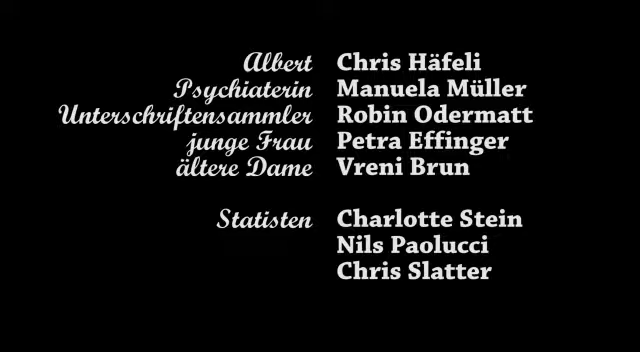 Albert Chris Häfeli
Psychiaterin Manuela Müller
Unterschriftensammler Robin Odermatt
junge Frau Petra Effinger
ältere Dame Vreni Brun
Statisten Charlotte Stein
Nils Paolucci
Chris Slatter